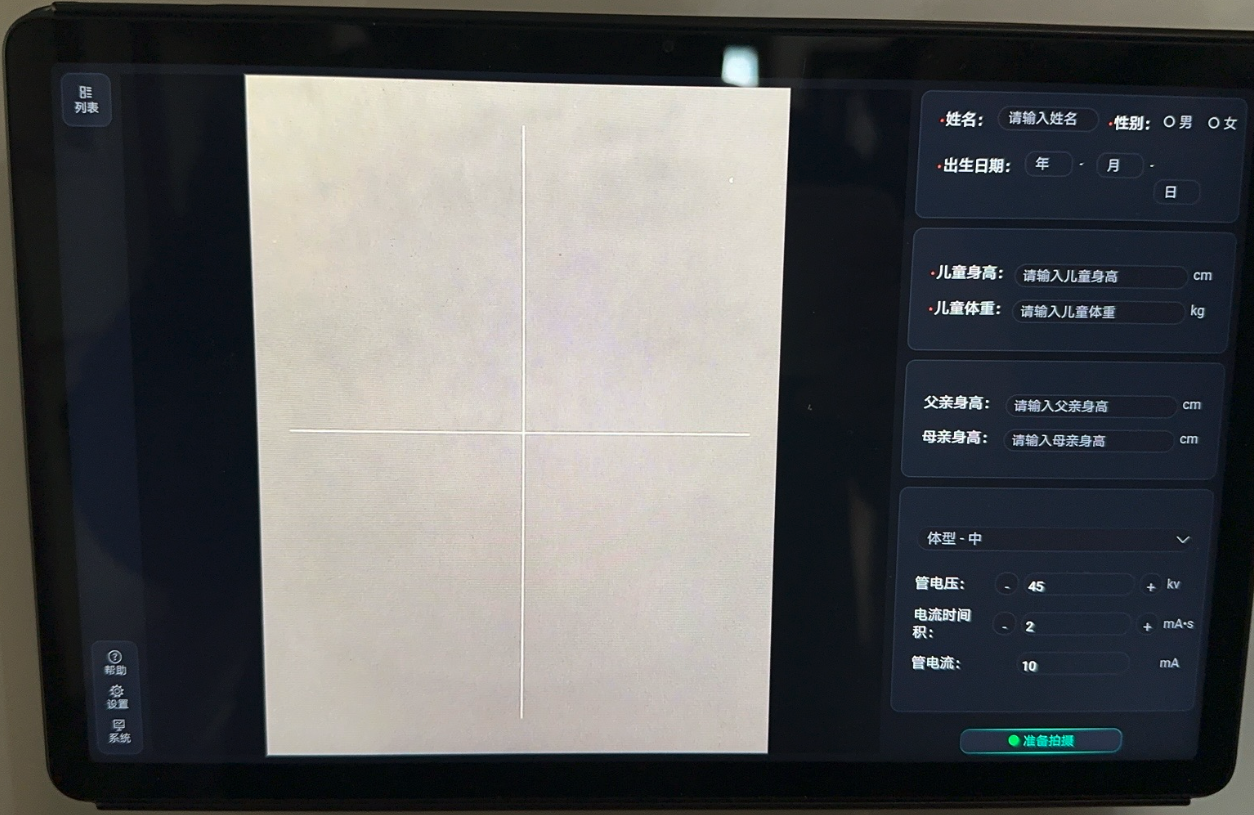 列表
帮助
设置
系统
姓名： 请输入姓名 性别： 男 女
出生日期： 年 - 月 -
日
儿童身高： 请输入儿童身高 cm
儿童体重： 请输入儿童体重 kg
父亲身高： 请输入父亲身高 cm
母亲身高： 请输入母亲身高 cm
体型 - 中
管电压： - 45 + kv
电流时间
积： - 2 + mA·s
管电流： 10 mA
准备拍摄